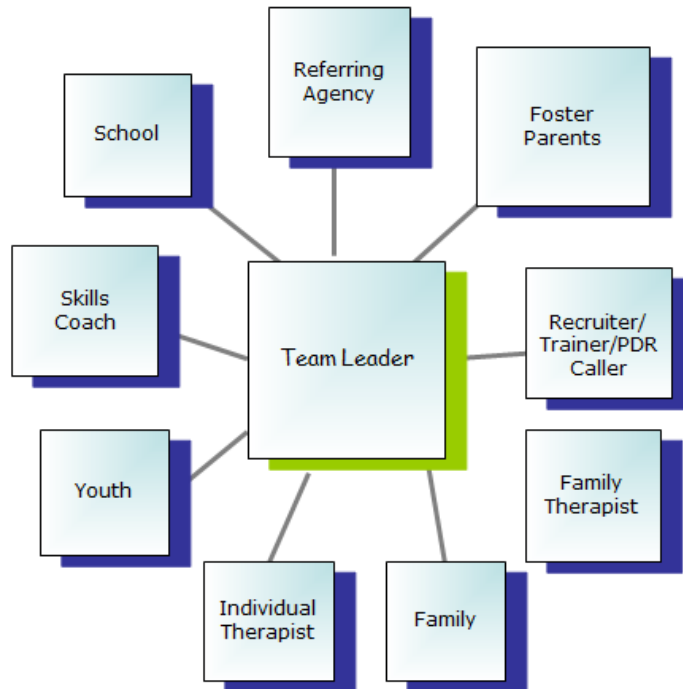 Referring
Agency
School
Foster
Parents
Skills
Coach
Team Leader
Recruiter/
Trainer/PDR
Caller
Youth
Family
Therapist
Individual
Therapist
Family